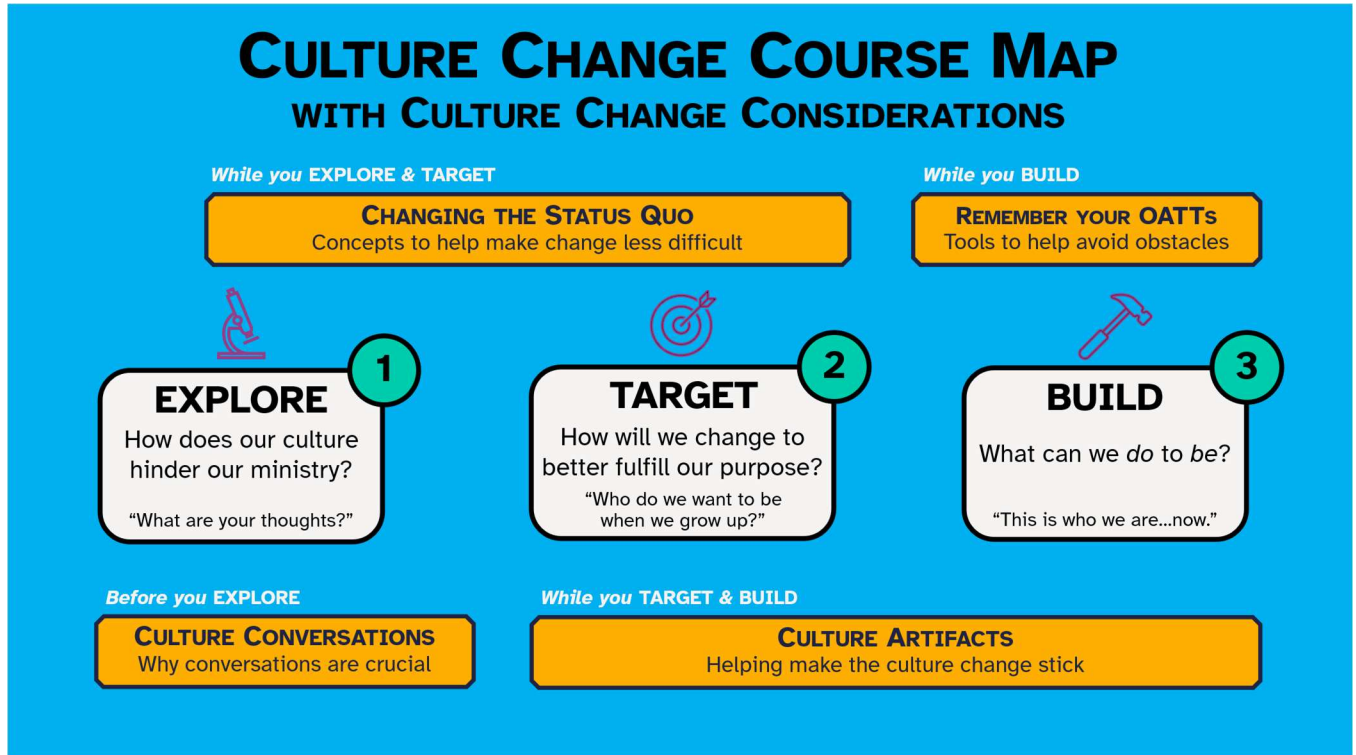 CULTURE CHANGE COURSE MAP
WITH CULTURE CHANGE CONSIDERATIONS
While you EXPLORE & TARGET
CHANGING THE STATUS QUO
Concepts to help make change less difficult
While you BUILD
REMEMBER YOUR OATTS
Tools to help avoid obstacles
1
EXPLORE
How does our culture
hinder our ministry?
“What are your thoughts?”
2
TARGET
How will we change to
better fulfill our purpose?
“Who do we want to be
when we grow up?”
3
BUILD
What can we do to be?
“This is who we are...now.”
Before you EXPLORE
CULTURE CONVERSATIONS
Why conversations are crucial
While you TARGET & BUILD
CULTURE ARTIFACTS
Helping make the culture change stick